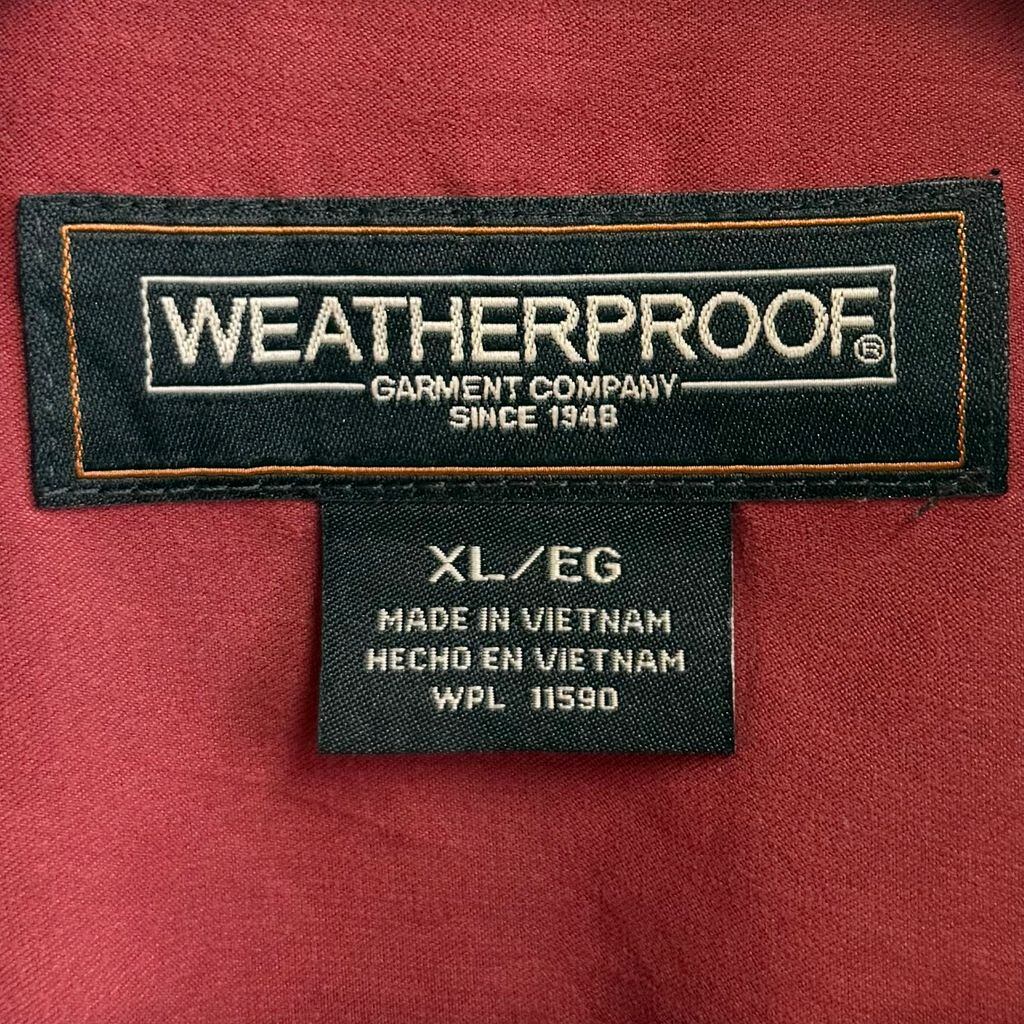 WEATHERPROOF®
GARMENT COMPANY
SINCE 1948
XL/EG
MADE IN VIETNAM
HECHO EN VIETNAM
WPL 11590